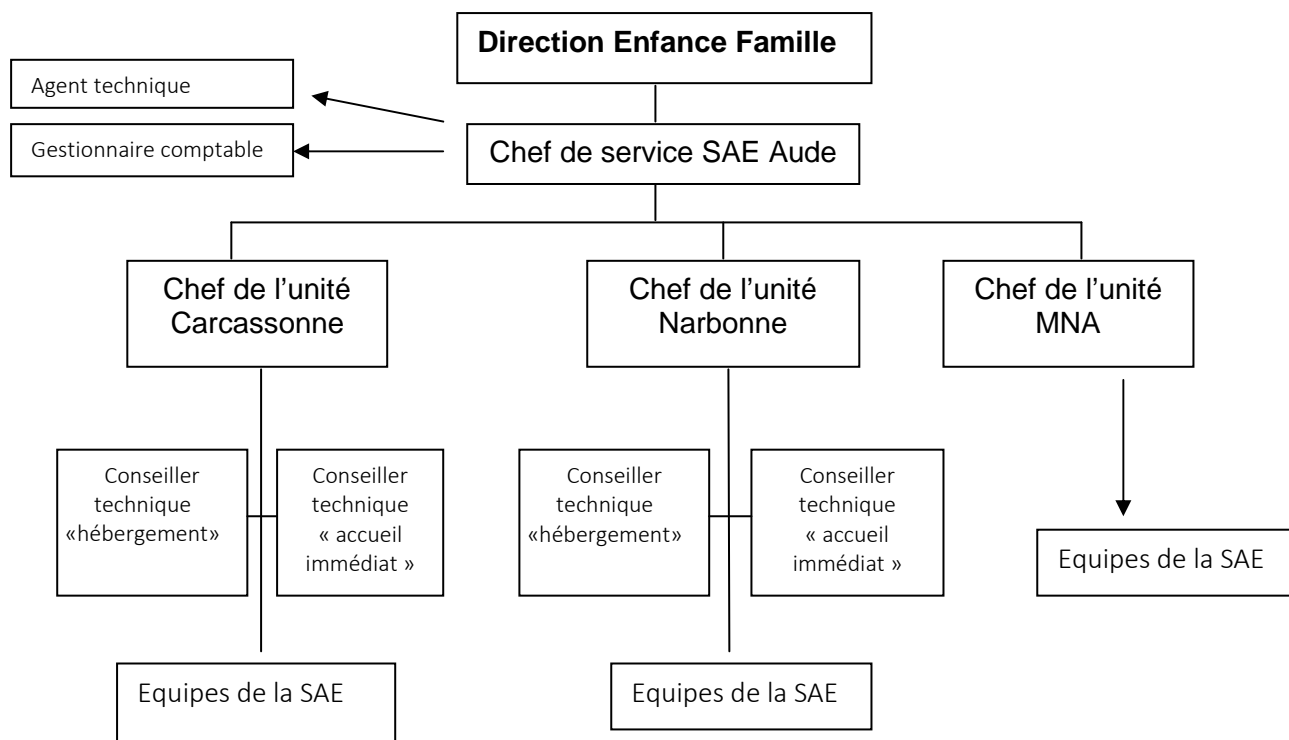 Direction Enfance Famille
Agent technique
Gestionnaire comptable
Chef de service SAE Aude
Chef de l’unité
Carcassonne
Chef de l’unité
Narbonne
Chef de l’unité
MNA
Conseiller
technique
«hébergement»
Conseiller
technique
« accueil
immédiat »
Conseiller
technique
«hébergement»
Conseiller
technique
« accueil
immédiat »
Equipes de la SAE
Equipes de la SAE
Equipes de la SAE